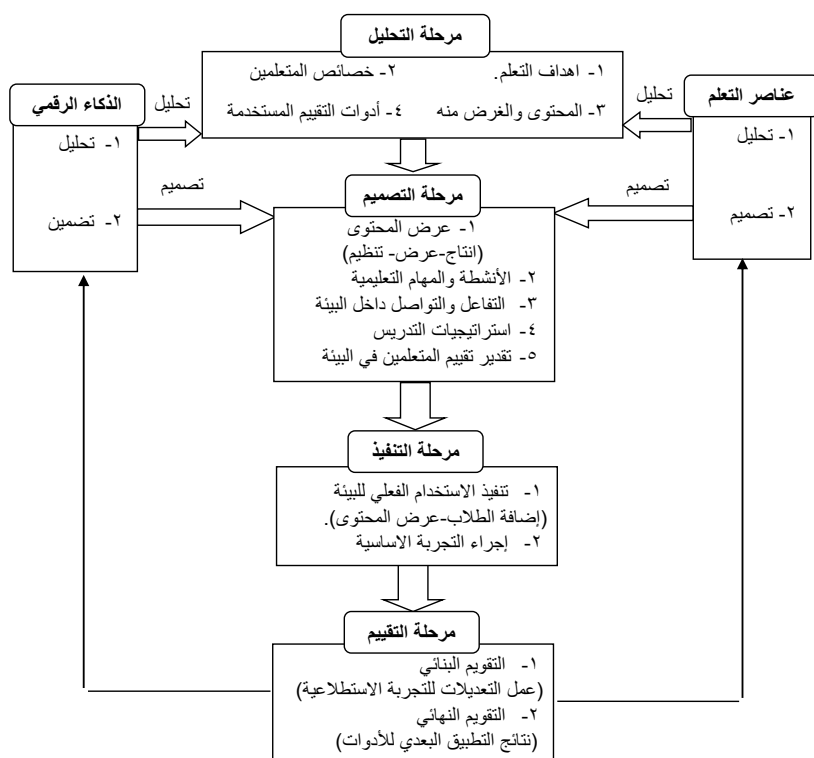 مرحلة التحليل
١- اهداف التعلم. ٢- خصائص المتعلمين
٣- المحتوى والغرض منه ٤- أدوات التقييم المستخدمة
عناصر التعلم
تحليل
١- تحليل
تصميم
٢- تصميم
الذكاء الرقمي
تحليل
١- تحليل
تصميم
٢- تضمين
مرحلة التصميم
١- عرض المحتوى
(انتاج-عرض- تنظيم)
٢- الأنشطة والمهام التعليمية
٣- التفاعل والتواصل داخل البيئة
٤- استراتيجيات التدريس
٥- تقدير تقييم المتعلمين في البيئة
مرحلة التنفيذ
١- تنفيذ الاستخدام الفعلي للبيئة
(إضافة الطلاب-عرض المحتوى).
٢- إجراء التجربة الاساسية
مرحلة التقييم
١- التقويم البنائي
(عمل التعديلات للتجربة الاستطلاعية)
٢- التقويم النهائي
(نتائج التطبيق البعدي للأدوات)